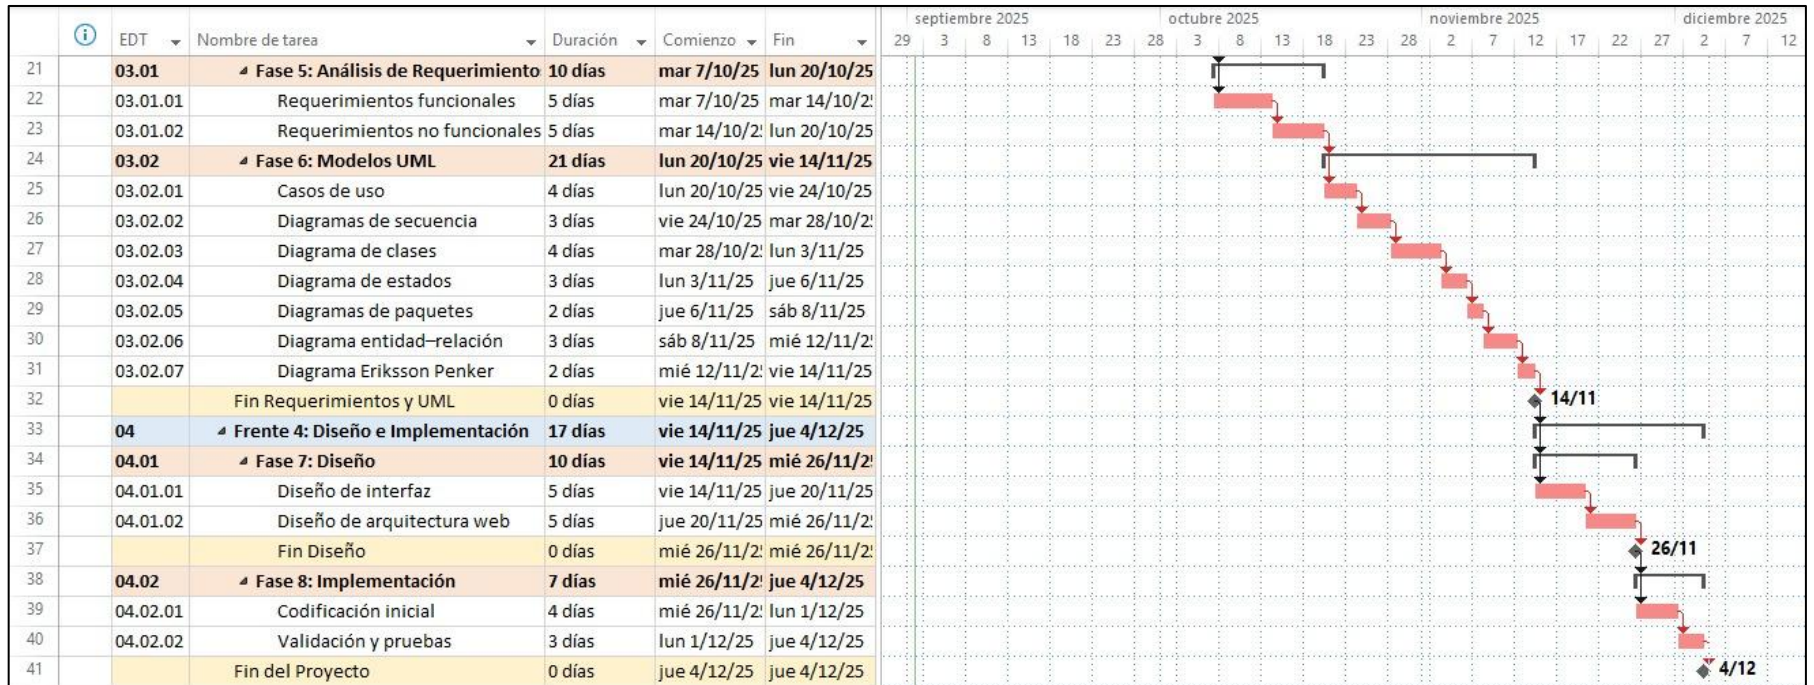 septiembre 2025 octubre 2025 noviembre 2025 diciembre 2025
EDT Nombre de tarea Duración Comienzo Fin 29 3 8 13 18 23 28 3 8 13 18 23 28 2 7 12 17 22 27 2 7 12
21 03.01 Fase 5: Análisis de Requerimiento 10 días mar 7/10/25 lun 20/10/25
22 03.01.01 Requerimientos funcionales 5 días mar 7/10/25 mar 14/10/2
23 03.01.02 Requerimientos no funcionales 5 días mar 14/10/2 lun 20/10/25
24 03.02 Fase 6: Modelos UML 21 días lun 20/10/25 vie 14/11/25
25 03.02.01 Casos de uso 4 días lun 20/10/25 vie 24/10/25
26 03.02.02 Diagramas de secuencia 3 días vie 24/10/25 mar 28/10/2
27 03.02.03 Diagrama de clases 4 días mar 28/10/2 lun 3/11/25
28 03.02.04 Diagrama de estados 3 días lun 3/11/25 jue 6/11/25
29 03.02.05 Diagramas de paquetes 2 días jue 6/11/25 sáb 8/11/25
30 03.02.06 Diagrama entidad–relación 3 días sáb 8/11/25 mié 12/11/2
31 03.02.07 Diagrama Eriksson Penker 2 días mié 12/11/2 vie 14/11/25
32 Fin Requerimientos y UML 0 días vie 14/11/25 vie 14/11/25 14/11
33 04 Frente 4: Diseño e Implementación 17 días vie 14/11/25 jue 4/12/25
34 04.01 Fase 7: Diseño 10 días vie 14/11/25 mié 26/11/2
35 04.01.01 Diseño de interfaz 5 días vie 14/11/25 jue 20/11/25
36 04.01.02 Diseño de arquitectura web 5 días jue 20/11/25 mié 26/11/2
37 Fin Diseño 0 días mié 26/11/2 mié 26/11/2 26/11
38 04.02 Fase 8: Implementación 7 días mié 26/11/2 jue 4/12/25
39 04.02.01 Codificación inicial 4 días mié 26/11/2 lun 1/12/25
40 04.02.02 Validación y pruebas 3 días lun 1/12/25 jue 4/12/25
41 Fin del Proyecto 0 días jue 4/12/25 jue 4/12/25 4/12